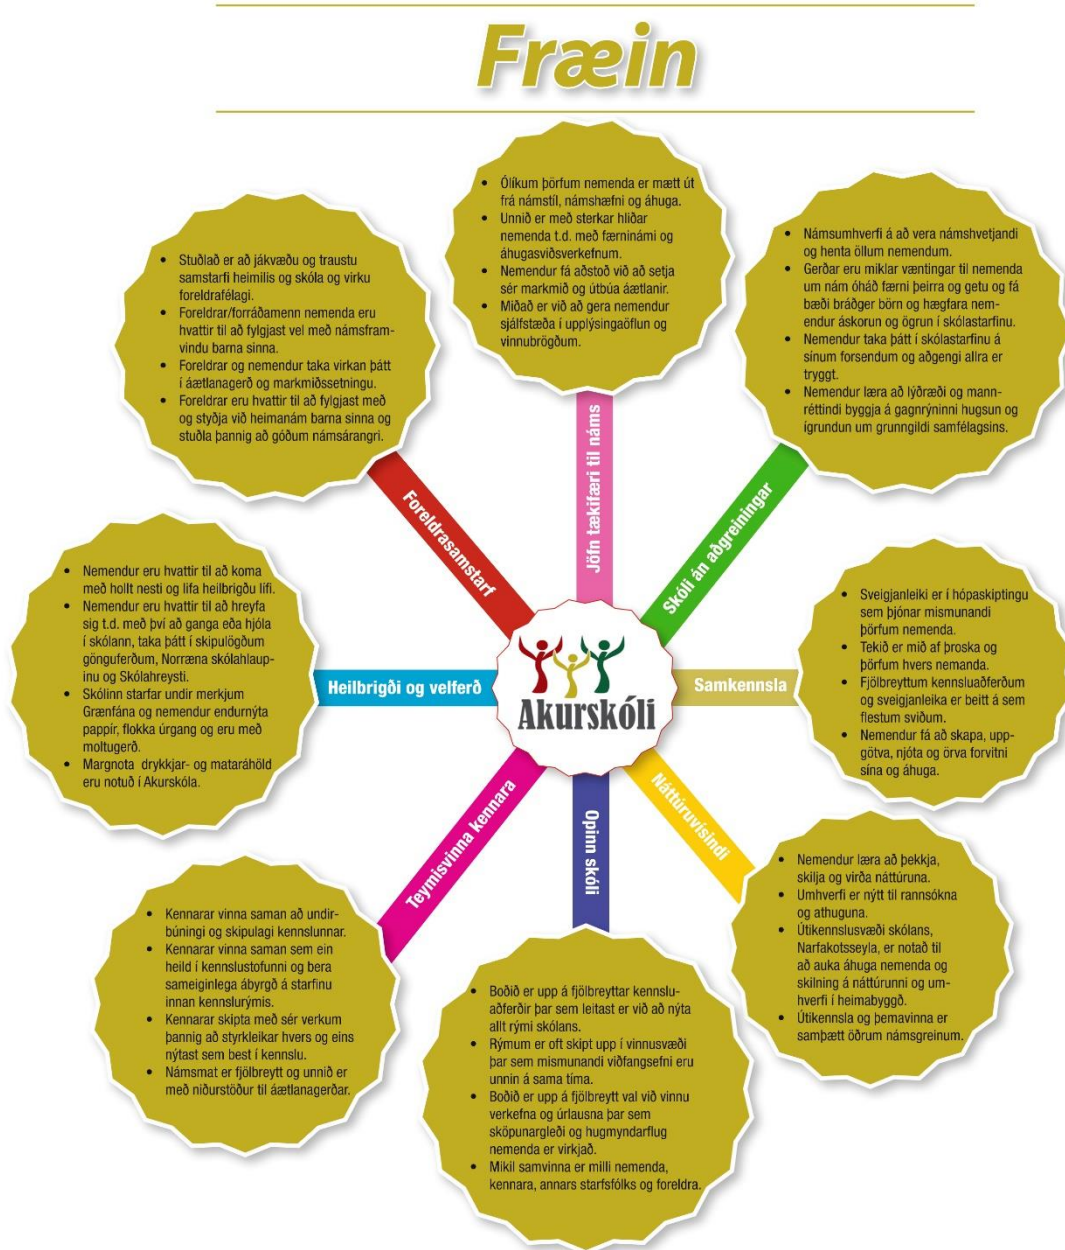 Fræin
• Ólíkum þörfum nemenda er mætt út
frá námstíl, námshæfni og áhuga.
• Unnið er með sterkar hliðar
nemenda t.d. með færninámi og
áhugasviðsverkefnum.
• Nemendur fá aðstoð við að setja
sér markmið og útbúa áætlanir.
• Miðað er við að gera nemendur
sjálfstæða í upplýsingaöflun og
vinnubrögðum.
Jöfn tækifæri til náms
• Námsumhverfi á að vera námshvetjandi
og henta öllum nemendum.
• Gerðar eru miklar væntingar til nemenda
um nám óháð færni þeirra og getu og fá
bæði bráðger börn og hægfara nem-
endur áskorun og ögrun í skólastarfinu.
• Nemendur taka þátt í skólastarfinu á
sínum forsendum og aðgengi allra er
tryggt.
• Nemendur læra að lýðræði og mann-
réttindi byggja á gagnrýninni hugsun og
ígrundun um grunngildi samfélagsins.
Skóli án aðgreiningar
• Sveigjanleiki er í hópaskiptingu
sem þjónar mismunandi
þörfum nemenda.
• Tekið er mið af þroska og
þörfum hvers nemanda.
• Fjölbreyttum kennsluaðferðum
og sveigjanleika er beitt á sem
flestum sviðum.
• Nemendur fá að skapa, upp-
götva, njóta og örva forvitni
sína og áhuga.
Samkennsla
• Nemendur læra að þekkja,
skilja og virða náttúruna.
• Umhverfi er nýtt til rannsókna
og athuguna.
• Útikennslusvæði skólans,
Narfakotsseyla, er notað til
að auka áhuga nemenda og
skilning á náttúrunni og um-
hverfi í heimabyggð.
• Útikennsla og þemavinna er
samþætt öðrum námsgreinum.
Náttúruvísindi
• Boðið er upp á fjölbreyttar kenslu-
aðferðir þar sem leitast er við að nýta
allt rými skólans.
• Rýmum er oft skipt upp í vinnusvæði
þar sem mismunandi viðfangsefni eru
unnin á sama tíma.
• Boðið er upp á fjölbreytt val við vinnu
verkefna og úrlausna þar sem
sköpunargleði og hugmyndarflug
nemenda er virkjað.
• Mikil samvinna er milli nemenda,
kennara, annars starfsfólks og foreldra.
Opinn skóli
• Kennarar vinna saman að undir-
búningi og skipulagi kennslunnar.
• Kennarar vinna saman sem ein
heild í kennslustofunni og bera
sameiginlega ábyrgð á starfinu
innan kennslurýmis.
• Kennarar skipta með sér verkum
þannig að styrkleikar hvers og eins
nýtast sem best í kennslu.
• Námsmat er fjölbreytt og unnið er
með niðurstöður til áætlanagerðar.
Teymisvinna kennara
• Nemendur eru hvattir til að koma
með hollt nesti og lifa heilbrigðu lífi.
• Nemendur eru hvattir til að hreyfa
sig t.d. með því að ganga eða hjóla
í skólann, taka þátt í skipulögðum
gönguferðum, Norræna skólahlaup-
inu og Skólahreysti.
• Skólinn starfar undir merkjum
Grænfána og nemendur endurnýta
pappír, flokka úrgang og eru með
moltugerð.
• Margnota drykkjar- og mataráhöld
eru notuð í Akurskóla.
Heilbrigði og velferð
• Stuðlað er að jákvæðu og traustu
samstarfi heimilis og skóla og virku
foreldrafélagi.
• Foreldrar/forráðamenn nemenda eru
hvattir til að fylgjast vel með námsfram-
vindu barna sinna.
• Foreldrar og nemendur taka virkan þátt
í áætlanagerð og markmiðssetningu.
• Foreldrar eru hvattir til að fylgjast með
og styðja við heimanám barna sinna og
stuðla þannig að góðum námsárangri.
Foreldrasamstarf
Akurskóli